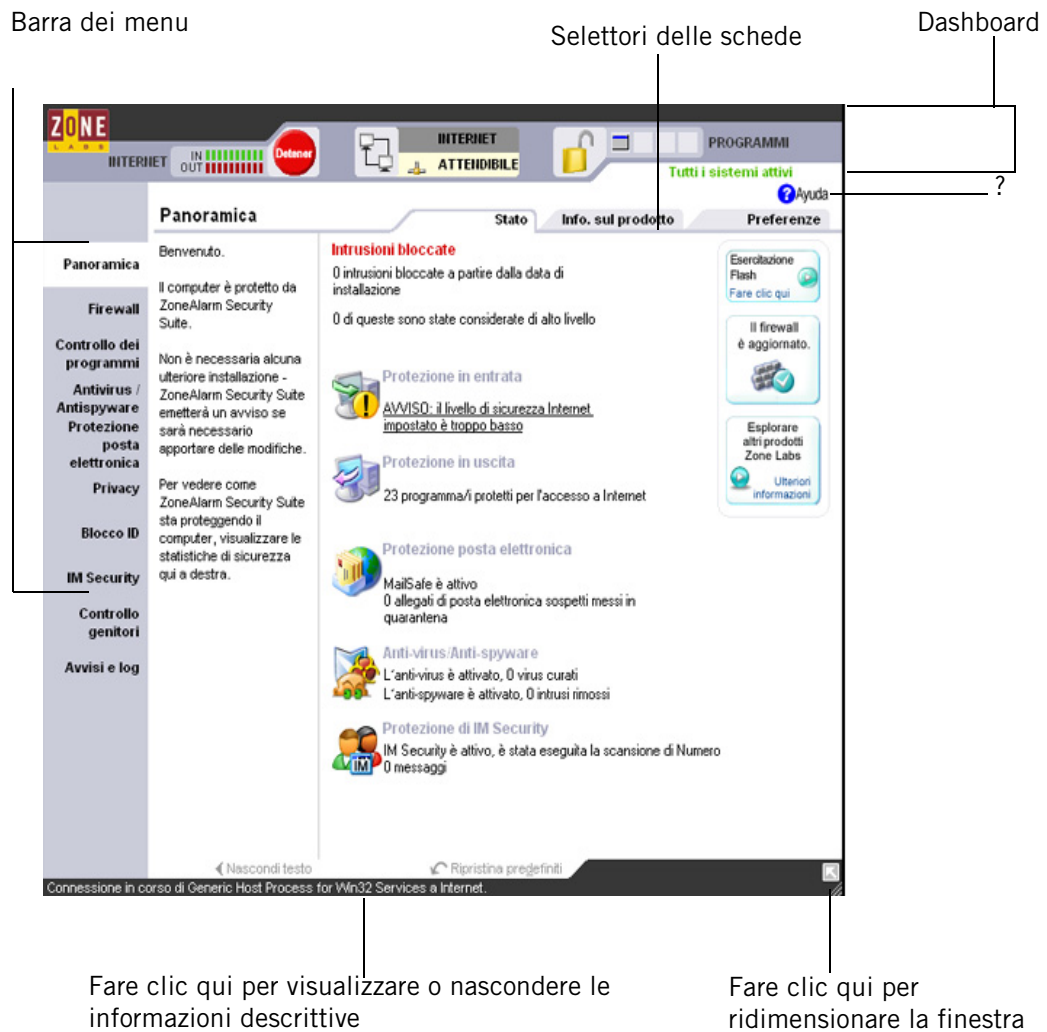 Barra dei menu
Selettori delle schede
Dashboard
ZONE
LABS
INTERNET
IN
OUT
Detener
INTERNET
ATTENDIBILE
PROGRAMMI
Tutti i sistemi attivi
?
Ayuda
?
Panoramica
Stato
Info. sul prodotto
Preferenze
Panoramica
Firewall
Controllo dei
programmi
Antivirus /
Antispyware
Protezione
posta
elettronica
Privacy
Blocco ID
IM Security
Controllo
genitori
Avvisi e log
Benvenuto.
Il computer è protetto da
ZoneAlarm Security
Suite.
Non è necessaria alcuna
ulteriore installazione -
ZoneAlarm Security Suite
emetterà un avviso se
sarà necessario
apportare delle modifiche.
Per vedere come
ZoneAlarm Security Suite
sta proteggendo il
computer, visualizzare le
statistiche di sicurezza
qui a destra.
Intrusioni bloccate
0 intrusioni bloccate a partire dalla data di
installazione
0 di queste sono state considerate di alto livello
Protezione in entrata
AVVISO: il livello di sicurezza Internet
impostato è troppo basso
Protezione in uscita
23 programma/i protetti per l'accesso a Internet
Protezione posta elettronica
MailSafe è attivo
0 allegati di posta elettronica sospetti messi in
quarantena
Anti-virus/Anti-spyware
L'anti-virus è attivato, 0 virus curati
L'anti-spyware è attivato, 0 intrusi rimossi
Protezione di IM Security
IM
IM Security è attivo, è stata eseguita la scansione di Numero
0 messaggi
Esercitazione
Flash
Fare clic qui
Il firewall
è aggiornato.
Esplorare
altri prodotti
Zone Labs
Ulteriori
informazioni
Nascondi testo
Ripristina predefiniti
Connessione in corso di Generic Host Process for Win32 Services a Internet.
Fare clic qui per visualizzare o nascondere le
informazioni descrittive
Fare clic qui per
ridimensionare la finestra